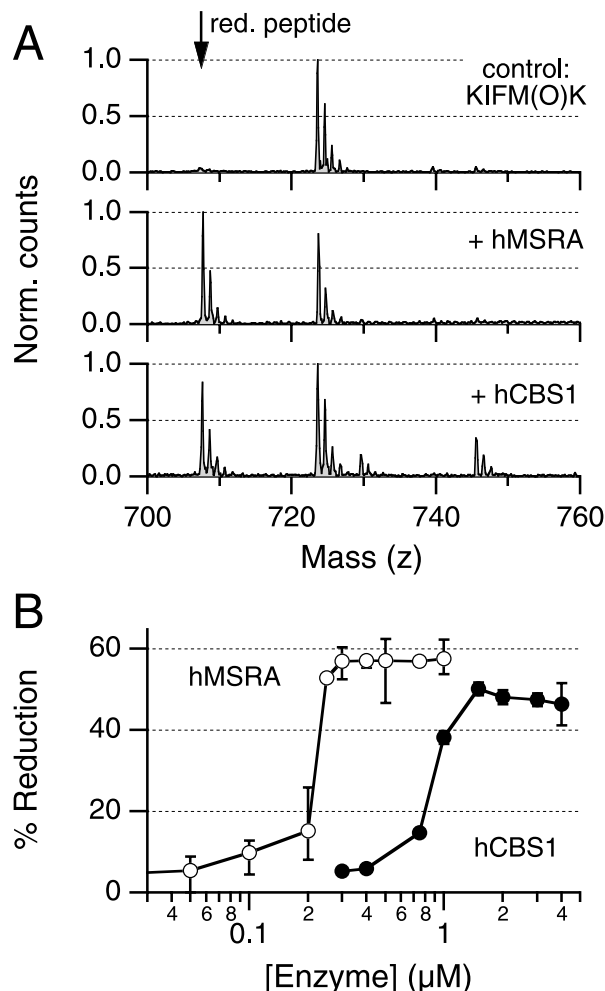 A
red. peptide
control:
KIFM(O)K
1.0
0.5
0.0
+ hMSRA
1.0
0.5
0.0
+ hCBS1
1.0
0.5
0.0
Norm. counts
700 720 740 760
Mass (z)
B
60
40
20
0
% Reduction
hMSRA
hCBS1
4 6 8 2 4 6 8 2 4
0.1 1
[Enzyme] (µM)